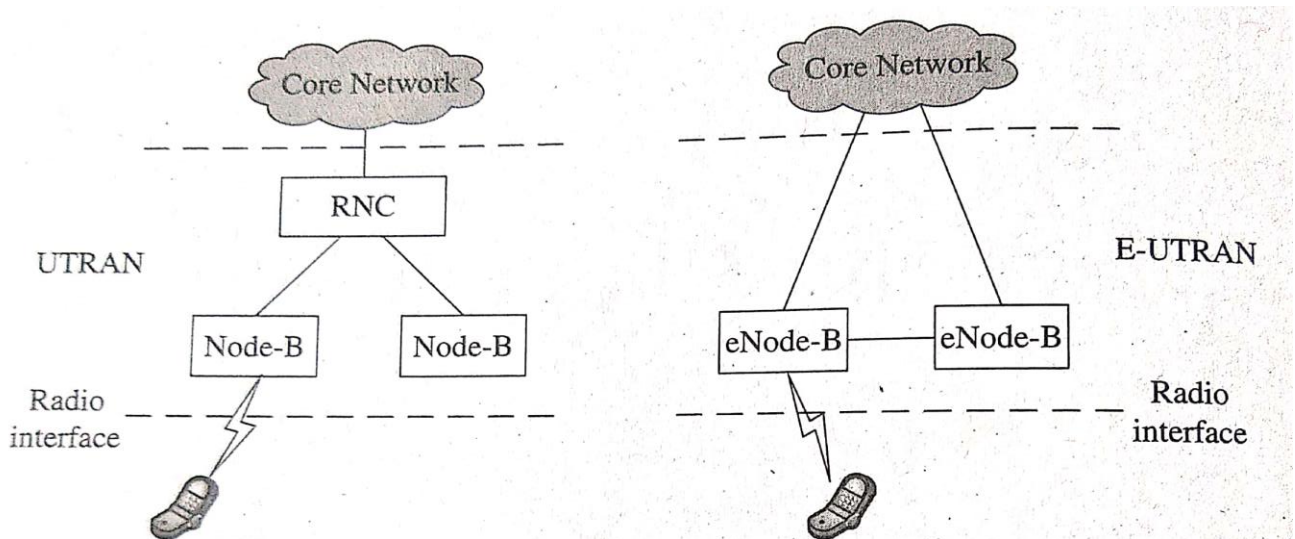 Core Network
RNC
UTRAN
Node-B
Node-B
Radio
interface
Core Network
E-UTRAN
eNode-B
eNode-B
Radio
interface